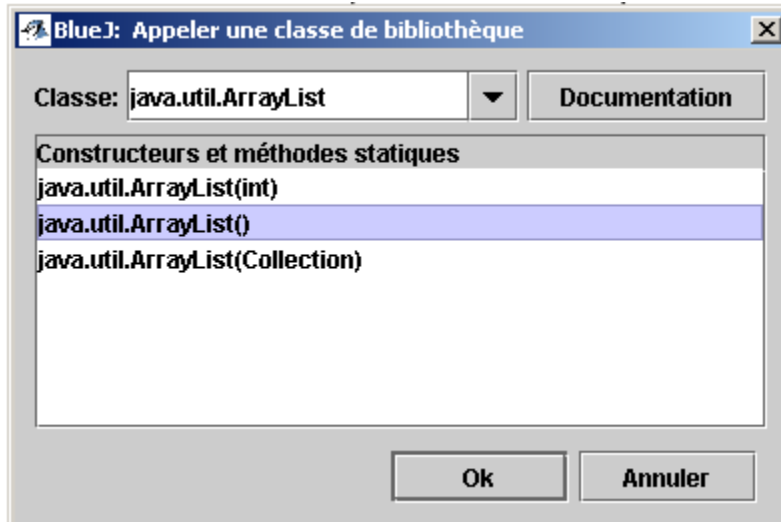 BlueJ: Appeler une classe de bibliothèque
Classe: java.util.ArrayList Documentation
Constructeurs et méthodes statiques
java.util.ArrayList(int)
java.util.ArrayList()
java.util.ArrayList(Collection)
Ok Annuler